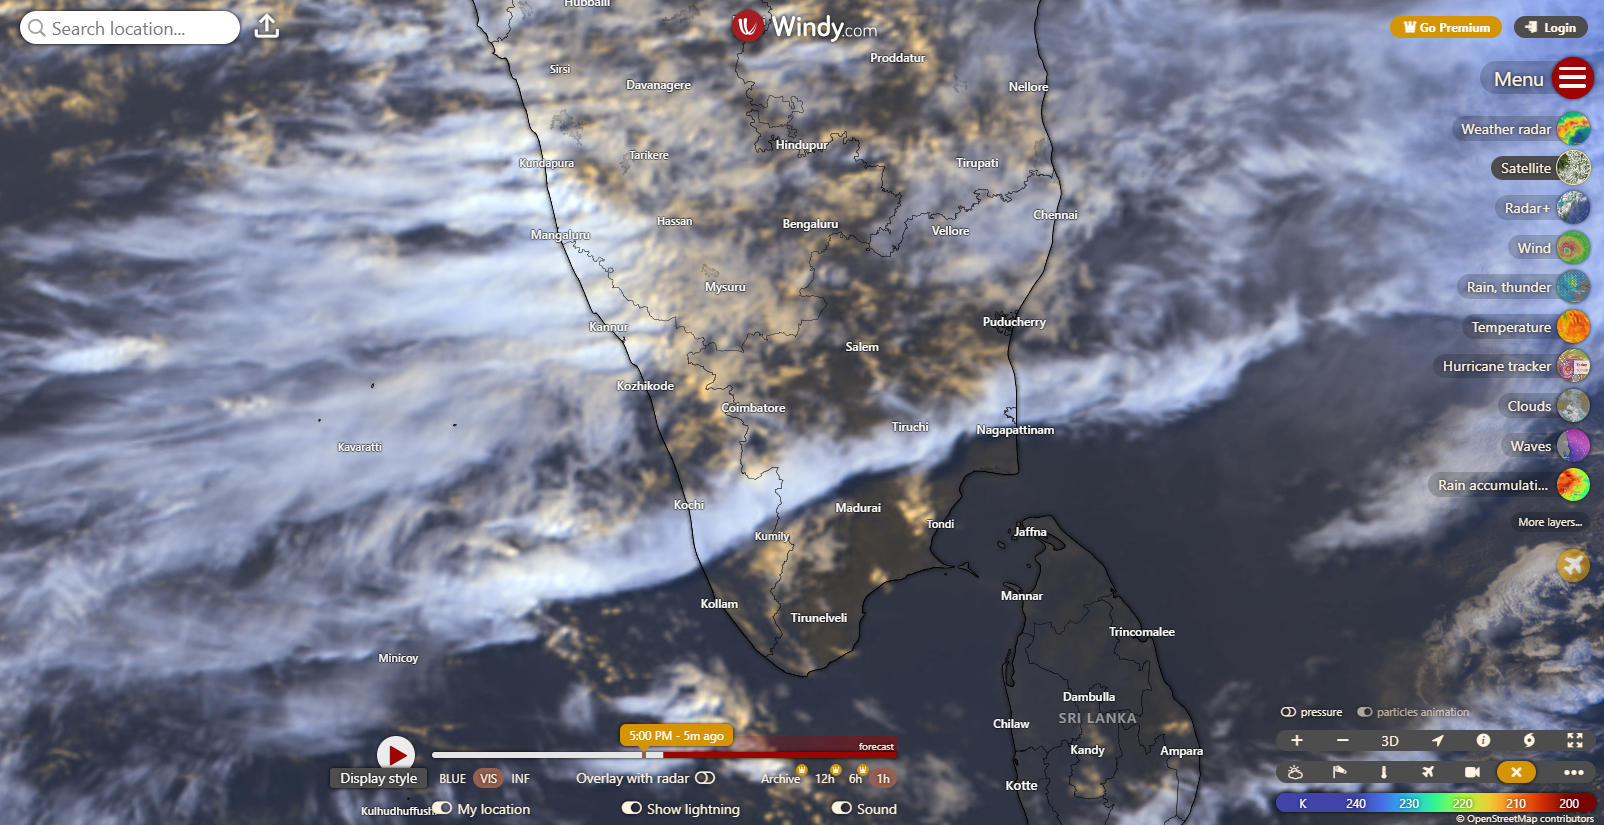 Hubballi
Search location...
Windy.com
Go Premium
Login
Sirsi
Davanagere
Proddatur
Nellore
Menu
Weather radar
Hindupur
Kundapura
Tarikere
Tirupati
Satellite
Radar+
Hassan
Bengaluru
Chennai
Mangaluru
Vellore
Wind
Mysuru
Rain, thunder
Kannur
Puducherry
Temperature
Salem
Hurricane tracker
Kozhikode
Coimbatore
Clouds
Tiruchi
Nagapattinam
Kavaratti
Waves
Rain accumulati...
Kochi
Madurai
Tondi
More layers...
Kumily
Jaffna
Mannar
Kollam
Tirunelveli
Trincomalee
Minicoy
Dambulla
pressure
particles animation
Chilaw
SRI LANKA
5:00 PM - 5m ago
forecast
3D
Kandy
Ampara
Display style
BLUE
VIS
INF
Overlay with radar
Archive
12h
6h
1h
Kotte
Kulhudhuffush
My location
Show lightning
Sound
K 240 230 220 210 200
© OpenStreetMap contributors